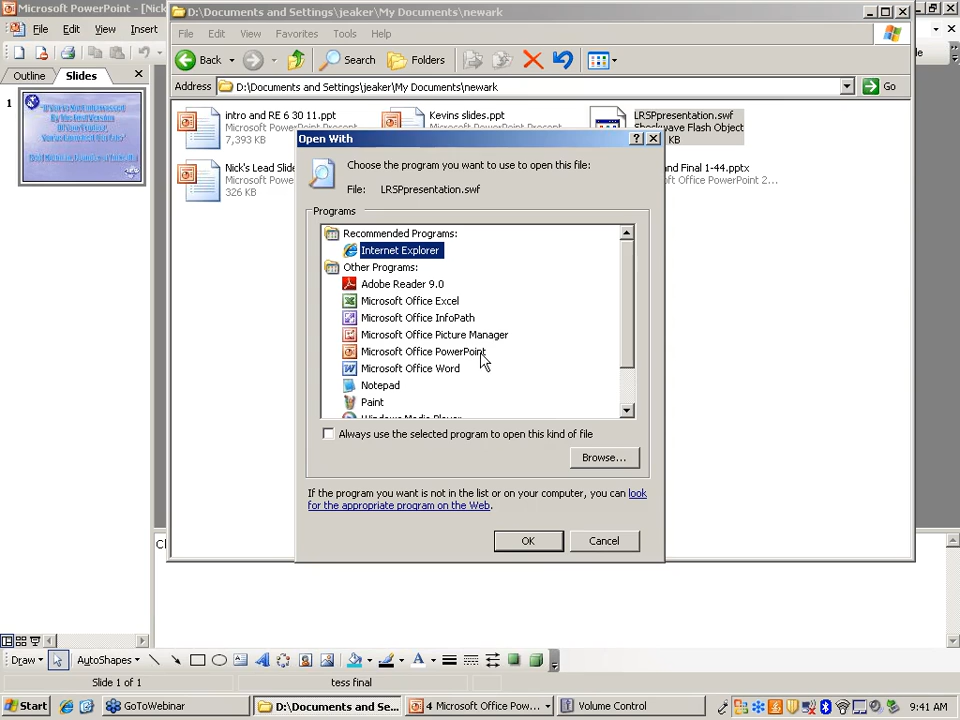 Microsoft PowerPoint - [Nick
D:\Documents and Settings\jeaker\My Documents\newark
File Edit View Insert
File Edit View Favorites Tools Help
Back Search Folders
Outline Slides
Address D:\Documents and Settings\jeaker\My Documents\newark Go
1
intro and RE 6 30 11.ppt
Microsoft PowerPoint Present
7,393 KB
Kevins slides.ppt
LRSPpresentation.swf
Shockwave Flash Object
KB
Nick's Lead Slide
Microsoft PowerP
326 KB
and Final 1-44.pptx
Microsoft Office PowerPoint 2...
Open With
Choose the program you want to use to open this file:
File: LRSPpresentation.swf
Programs
Recommended Programs:
Internet Explorer
Other Programs:
Adobe Reader 9.0
Microsoft Office Excel
Microsoft Office InfoPath
Microsoft Office Picture Manager
Microsoft Office PowerPoint
Microsoft Office Word
Notepad
Paint
Windows Media Player
Always use the selected program to open this kind of file
Browse...
If the program you want is not in the list or on your computer, you can look
for the appropriate program on the Web.
OK Cancel
Cl
Draw AutoShapes
Slide 1 of 1 tess final
Start GoToWebinar D:\Documents and Se... 4 Microsoft Office Pow... Volume Control 9:41 AM